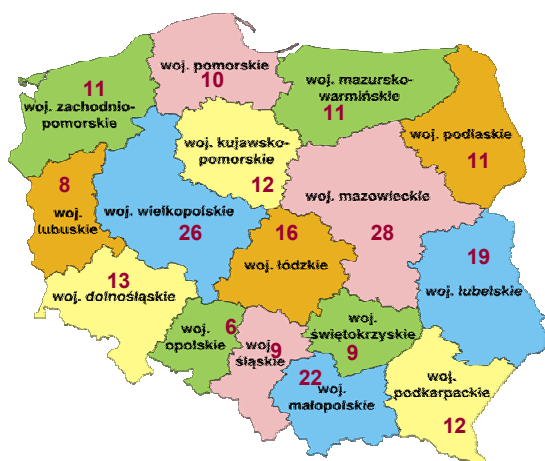 woj. pomorskie
10
11
woj. zachodnio-
pomorskie
woj. mazursko-
warmińskie
11
woj. podlaskie
11
woj. kujawsko-
pomorskie
12
8
woj.
lubuskie
woj. wielkopolskie
26
woj. mazowieckie
28
16
woj. łódzkie
19
woj. lubelskie
13
woj. dolnośląskie
6
woj.
opolskie
woj.
9
śląskie
woj.
świętokrzyskie
9
22
woj.
małopolskie
woj.
podkarpackie
12